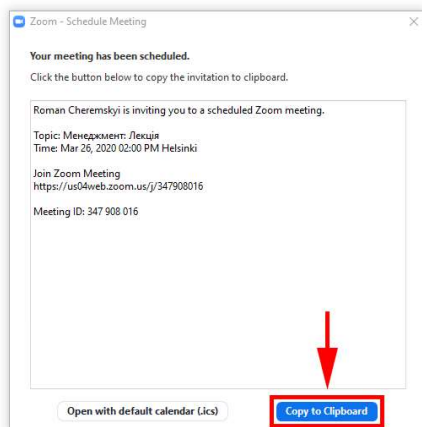 Zoom - Schedule Meeting
Your meeting has been scheduled.
Click the button below to copy the invitation to clipboard.
Roman Cheremskyi is inviting you to a scheduled Zoom meeting.
Topic: Менеджмент: Лекція
Time: Mar 26, 2020 02:00 PM Helsinki
Join Zoom Meeting
https://us04web.zoom.us/j/347908016
Meeting ID: 347 908 016
Open with default calendar (.ics)
Copy to Clipboard